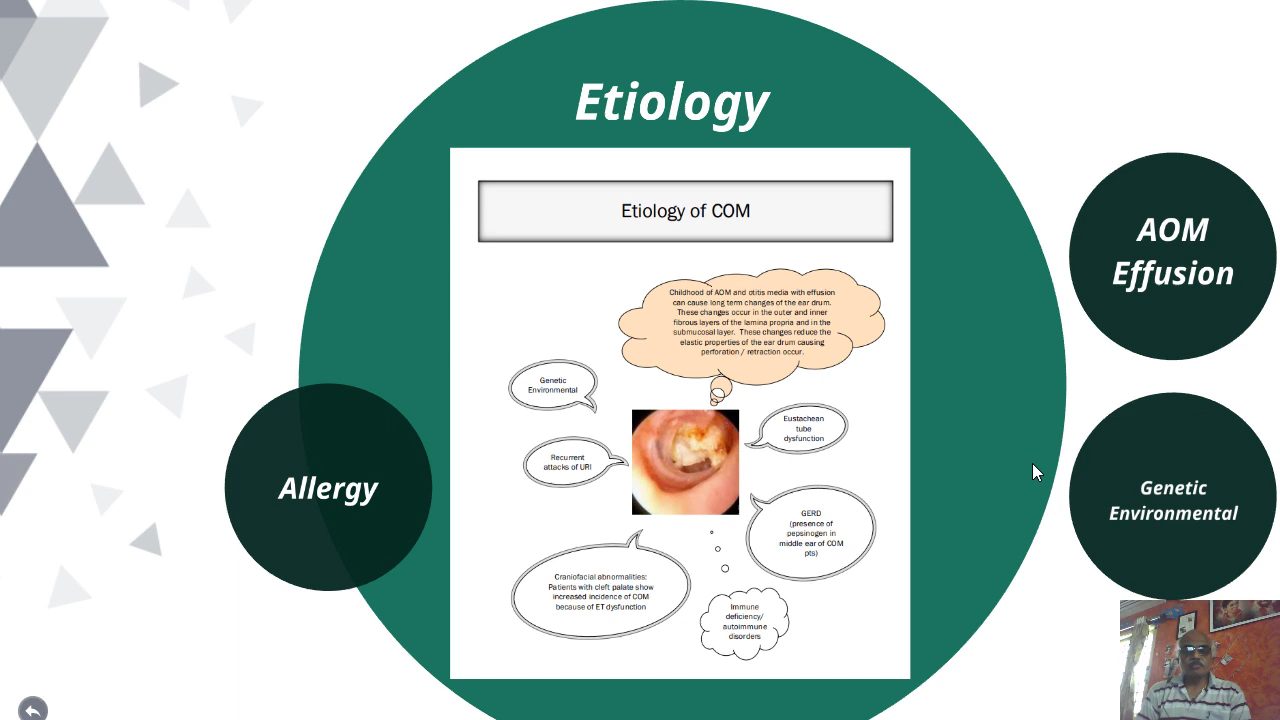 Etiology
Etiology of COM
Childhood of AOM and otitis media with effusion
can cause long term changes of the ear drum.
These changes occur in the outer and inner
fibrous layers of the lamina propria and in the
submucosal layer. These changes reduce the
elastic properties of the ear drum causing
perforation / retraction occur.
Genetic
Environmental
Eustachean
tube
dysfunction
Recurrent
attacks of URI
GERD
(presence of
pepsinogen in
middle ear of COM
pts)
Craniofacial abnormalities:
Patients with cleft palate show
increased incidence of COM
because of ET dysfunction
Immune
deficiency/
autoimmune
disorders
Allergy
AOM
Effusion
Genetic
Environmental